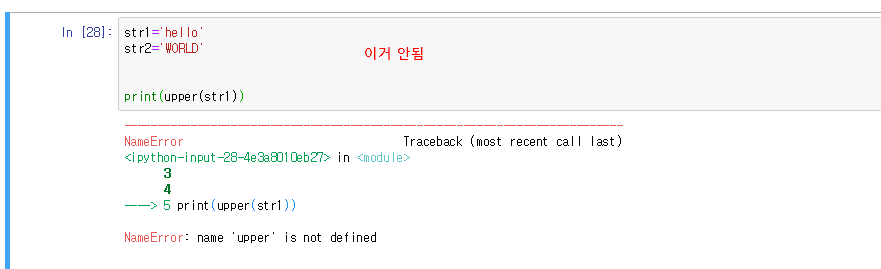 In [28]: str1='hello'
str2='WORLD'
이거 안됨
print(upper(str1))
---------------------------------------------------------------------------
NameError Traceback (most recent call last)
<ipython-input-28-4e3a8010eb27> in <module>
3
4
----> 5 print(upper(str1))
NameError: name 'upper' is not defined